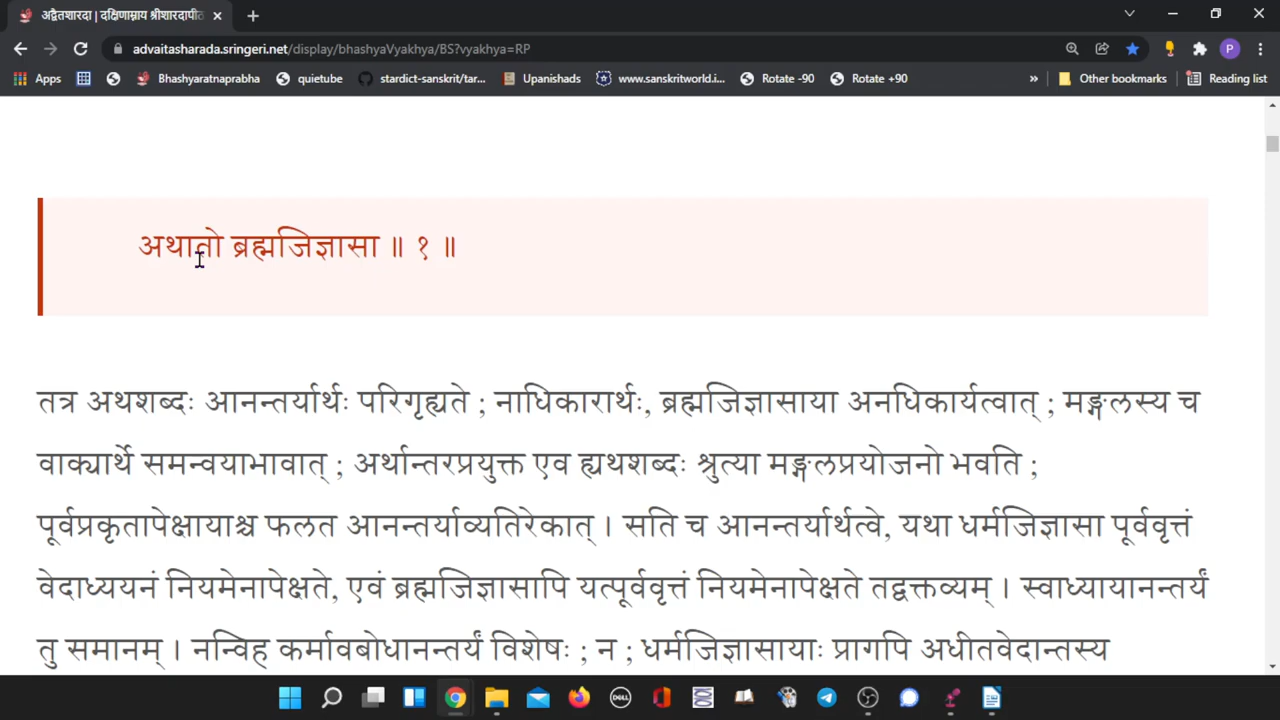 अद्वैतशारदा | दक्षिणाम्नाय श्रीशारदापी
advaitasharada.sringeri.net/display/bhashyaVyakhya/BS?vyakhya=RP
P
Apps Bhashyaratnaprabha quietube stardict-sanskrit/tar... Upanishads www.sanskritworld.i... Rotate -90 Rotate +90 » Other bookmarks Reading list
अथातो ब्रह्मजिज्ञासा ॥ १ ॥
तत्र अथशब्दः आनन्तर्यार्थः परिगृह्यते ; नाधिकारार्थः, ब्रह्मजिज्ञासाया अनधिकार्यत्वात् ; मङ्गलस्य च
वाक्यार्थे समन्वयाभावात् ; अर्थान्तरप्रयुक्त एव ह्यथशब्दः श्रुत्या मङ्गलप्रयोजनो भवति ;
पूर्वप्रकृतापेक्षायाश्च फलत आनन्तर्याव्यतिरेकात् । सति च आनन्तर्यार्थत्वे, यथा धर्मजिज्ञासा पूर्ववृत्तं
वेदाध्ययनं नियमेनापेक्षते, एवं ब्रह्मजिज्ञासापि यत्पूर्ववृत्तं नियमेनापेक्षते तद्वक्तव्यम् । स्वाध्यायानन्तर्यं
तु समानम् । नन्विह कर्मावबोधानन्तर्यं विशेषः ; न ; धर्मजिज्ञासायाः प्रागपि अधीतवेदान्तस्य
DELL